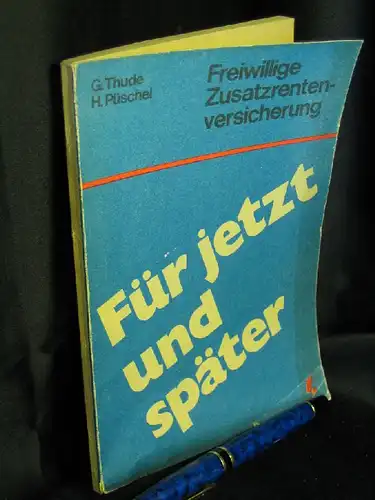 G. Thude
H. Püschel
Freiwillige
Zusatzrenten-
versicherung
Für jetzt
und
später